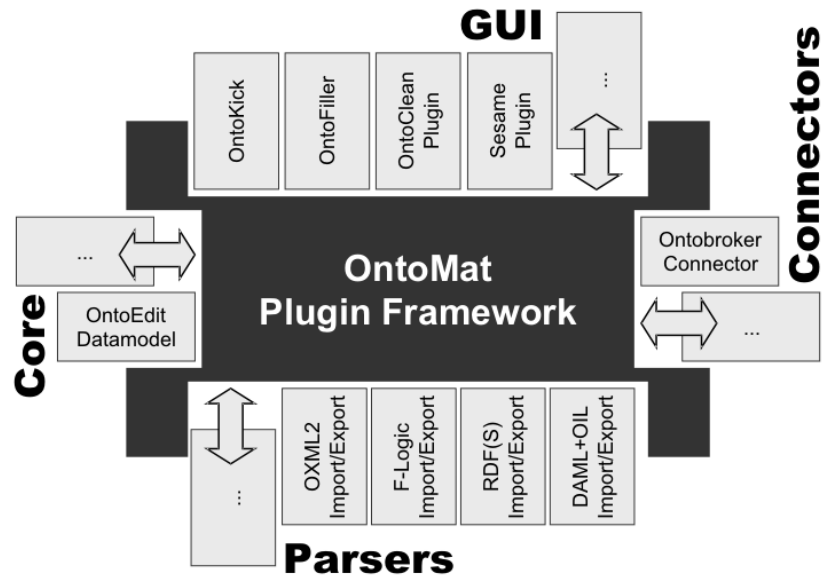 GUI
OntoKick
OntoFiller
OntoClean
Plugin
Sesame
Plugin
...
Connectors
Ontobroker
Connector
...
OntoMat
Plugin Framework
Core
...
OntoEdit
Datamodel
...
OXML2
Import/Export
F-Logic
Import/Export
RDF(S)
Import/Export
DAML+OIL
Import/Export
Parsers